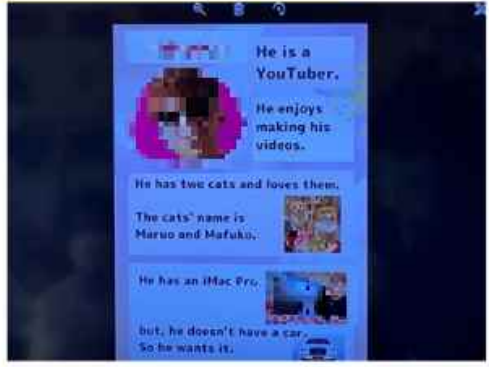 He is a
YouTuber.
He enjoys
making his
videos.
He has two cats and loves them.
The cats' name is
Maruo and Mafuko.
He has an iMac Pro,
but, he doesn't have a car.
So he wants it.